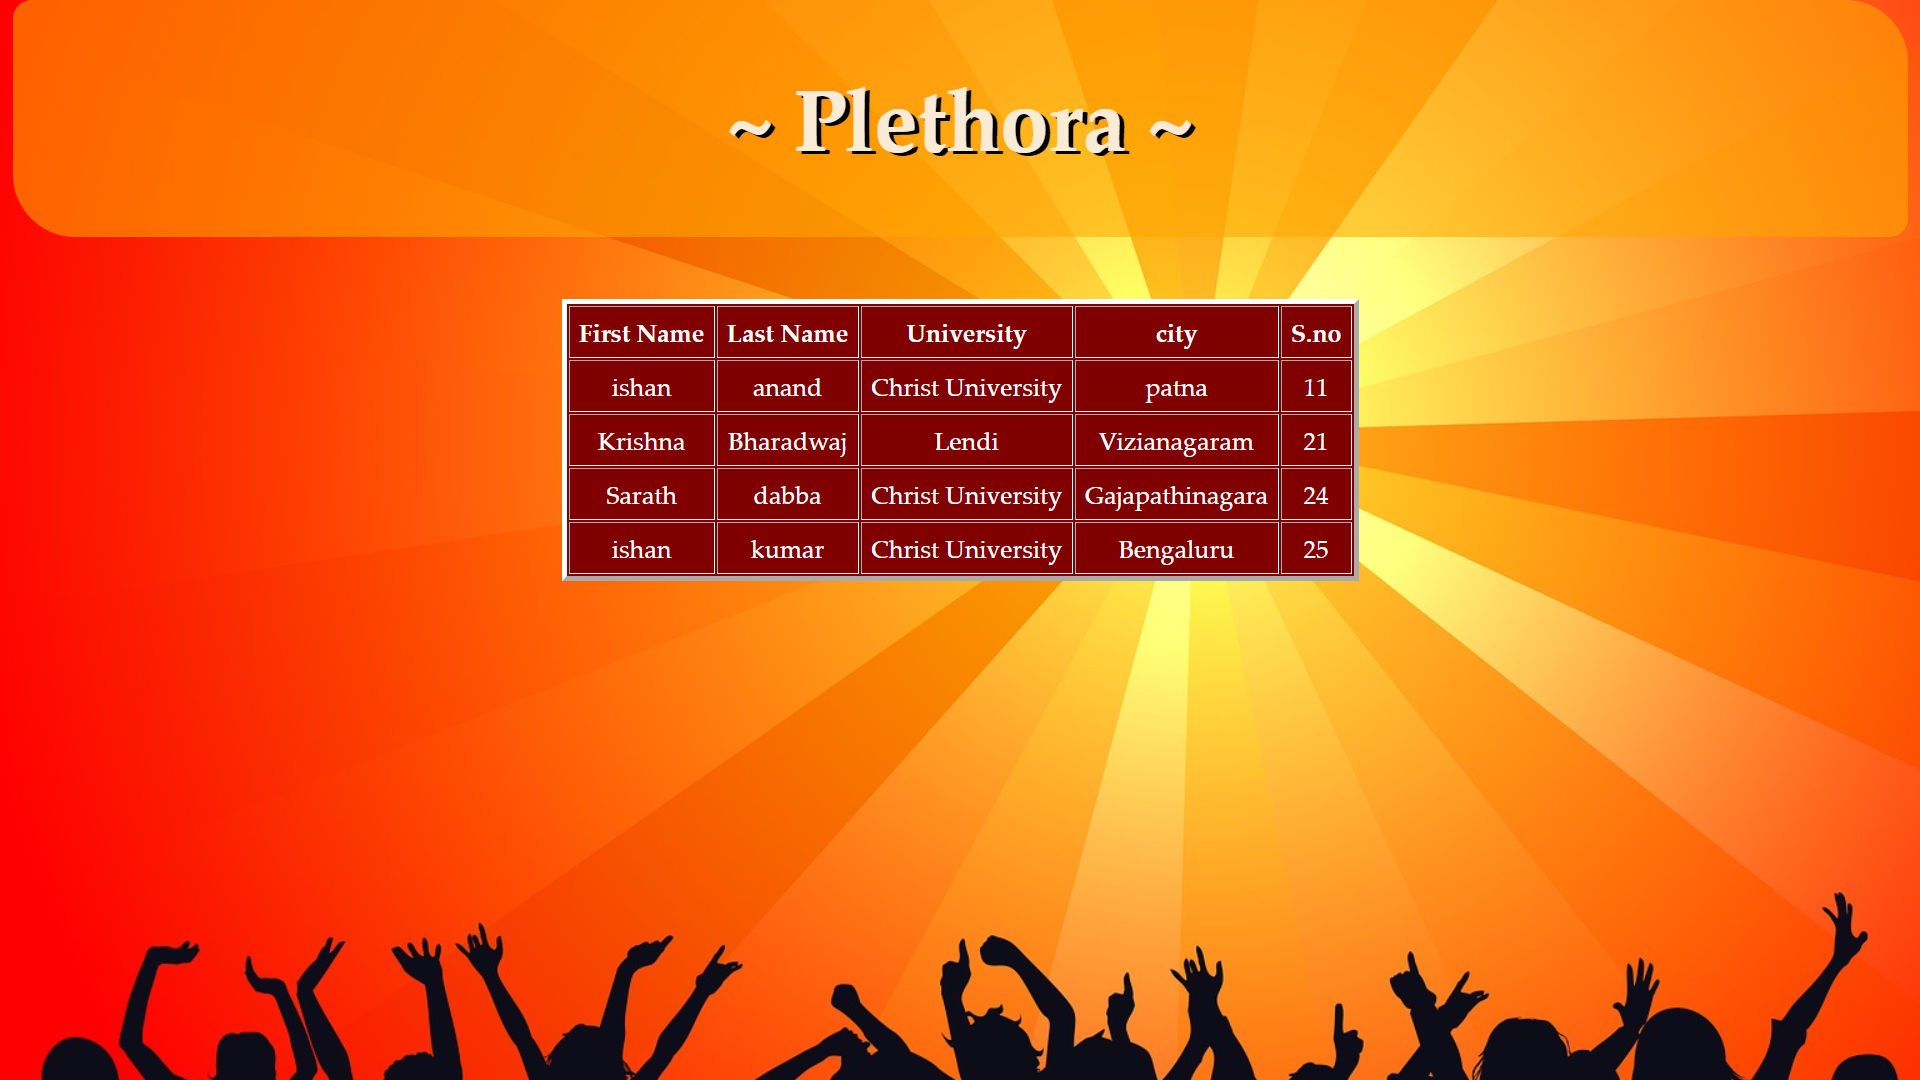 ~ Plethora ~
First Name Last Name University city S.no
ishan anand Christ University patna 11
Krishna Bharadwaj Lendi Vizianagaram 21
Sarath dabba Christ University Gajapathinagara 24
ishan kumar Christ University Bengaluru 25